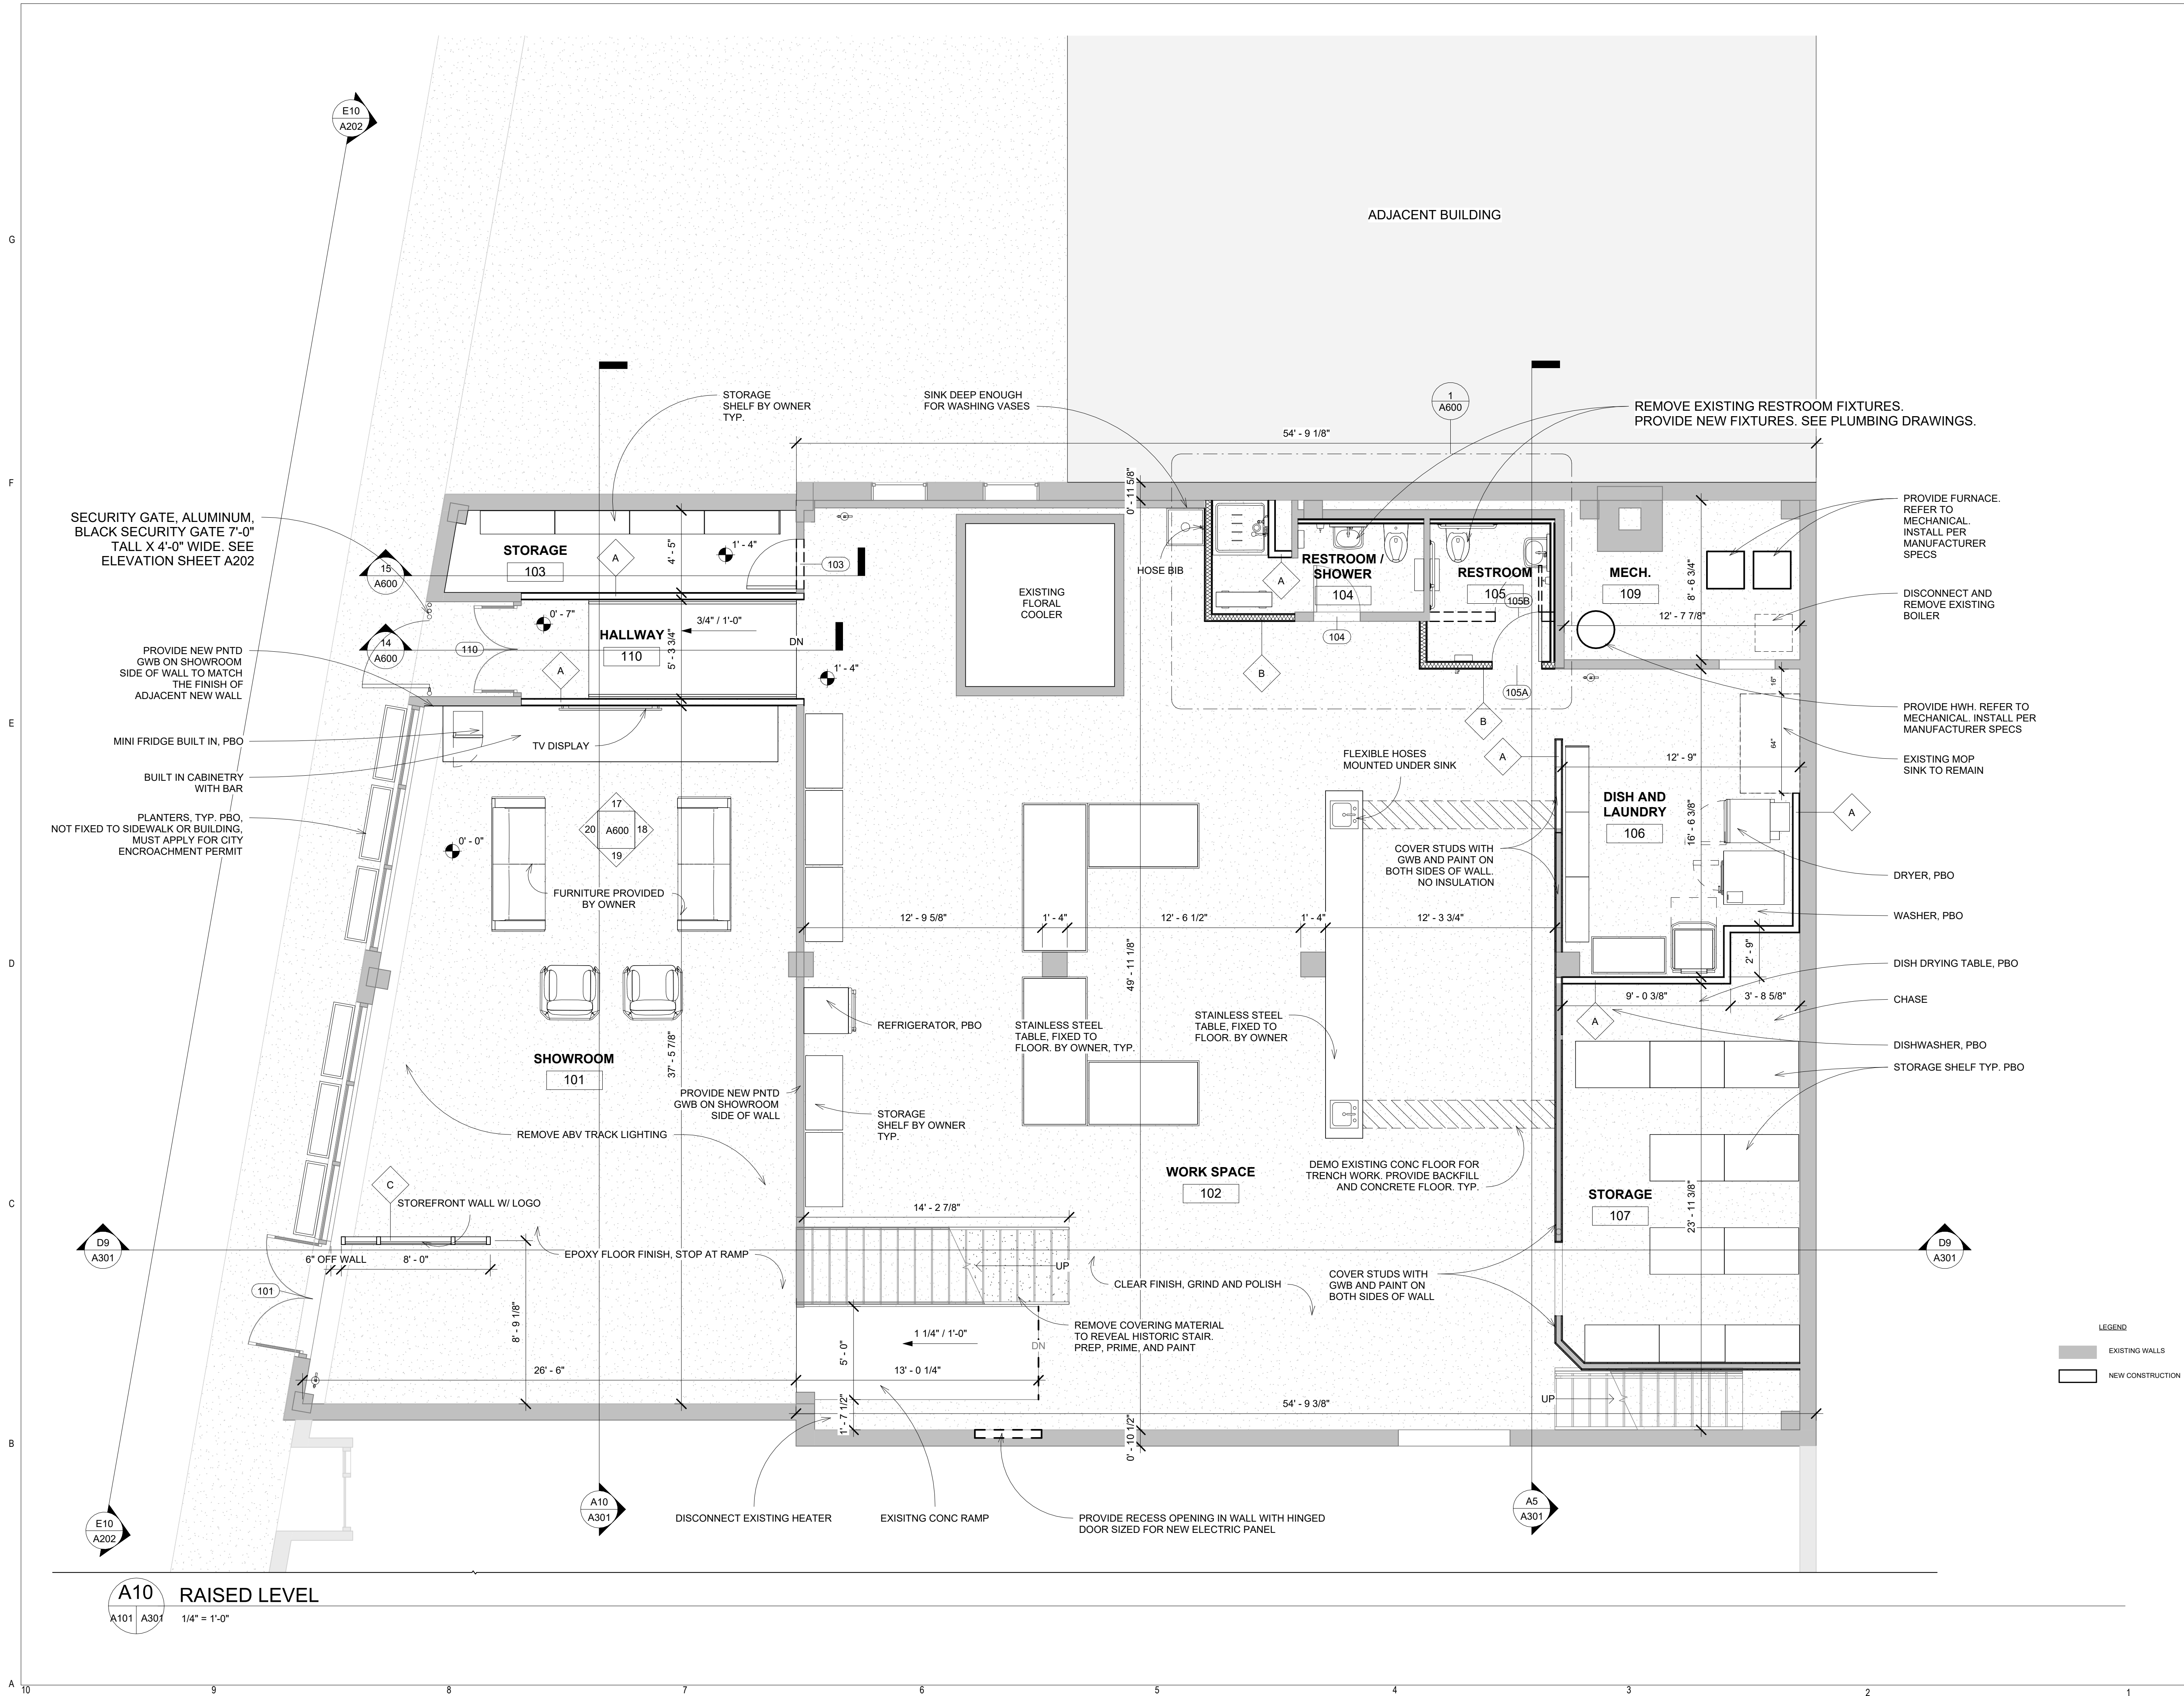 E10
A202
G
ADJACENT BUILDING
STORAGE
SHELF BY OWNER
TYP.
SINK DEEP ENOUGH
FOR WASHING VASES
1
A600
REMOVE EXISTING RESTROOM FIXTURES.
PROVIDE NEW FIXTURES. SEE PLUMBING DRAWINGS.
54' - 9 1/8"
F
0' - 11 5/8"
SECURITY GATE, ALUMINUM,
BLACK SECURITY GATE 7'-0"
TALL X 4'-0" WIDE. SEE
ELEVATION SHEET A202
PROVIDE FURNACE.
REFER TO
MECHANICAL.
INSTALL PER
MANUFACTURER
SPECS
STORAGE
103
A
4' - 5"
1' - 4"
103
15
A600
HOSE BIB
A
RESTROOM /
SHOWER
104
RESTROOM
105
105B
MECH.
109
8' - 6 3/4"
EXISTING
FLORAL
COOLER
DISCONNECT AND
REMOVE EXISTING
BOILER
12' - 7 7/8"
0' - 7"
3/4" / 1'-0"
HALLWAY
110
110
5' - 3 3/4"
DN
14
A600
A
1' - 4"
104
B
105A
B
PROVIDE NEW PNTD
GWB ON SHOWROOM
SIDE OF WALL TO MATCH
THE FINISH OF
ADJACENT NEW WALL
16"
PROVIDE HWH. REFER TO
MECHANICAL. INSTALL PER
MANUFACTURER SPECS
E
MINI FRIDGE BUILT IN, PBO
TV DISPLAY
FLEXIBLE HOSES
MOUNTED UNDER SINK
A
64"
12' - 9"
EXISTING MOP
SINK TO REMAIN
BUILT IN CABINETRY
WITH BAR
DISH AND
LAUNDRY
106
16' - 6 3/8"
A
PLANTERS, TYP. PBO,
NOT FIXED TO SIDEWALK OR BUILDING,
MUST APPLY FOR CITY
ENCROACHMENT PERMIT
17
20
A600
18
19
0' - 0"
COVER STUDS WITH
GWB AND PAINT ON
BOTH SIDES OF WALL.
NO INSULATION
DRYER, PBO
FURNITURE PROVIDED
BY OWNER
12' - 9 5/8"
1' - 4"
12' - 6 1/2"
1' - 4"
12' - 3 3/4"
WASHER, PBO
2' - 9"
D
49' - 11 1/8"
DISH DRYING TABLE, PBO
9' - 0 3/8"
3' - 8 5/8"
CHASE
A
REFRIGERATOR, PBO
STAINLESS STEEL
TABLE, FIXED TO
FLOOR. BY OWNER, TYP.
STAINLESS STEEL
TABLE, FIXED TO
FLOOR. BY OWNER
DISHWASHER, PBO
SHOWROOM
101
37' - 5 7/8"
STORAGE SHELF TYP. PBO
PROVIDE NEW PNTD
GWB ON SHOWROOM
SIDE OF WALL
STORAGE
SHELF BY OWNER
TYP.
REMOVE ABV TRACK LIGHTING
WORK SPACE
102
DEMO EXISTING CONC FLOOR FOR
TRENCH WORK. PROVIDE BACKFILL
AND CONCRETE FLOOR. TYP.
C
C
STOREFRONT WALL W/ LOGO
14' - 2 7/8"
STORAGE
107
23' - 11 3/8"
D9
A301
6" OFF WALL
8' - 0"
EPOXY FLOOR FINISH, STOP AT RAMP
UP
CLEAR FINISH, GRIND AND POLISH
COVER STUDS WITH
GWB AND PAINT ON
BOTH SIDES OF WALL
D9
A301
101
8' - 9 1/8"
REMOVE COVERING MATERIAL
TO REVEAL HISTORIC STAIR.
PREP, PRIME, AND PAINT
1 1/4" / 1'-0"
DN
5' - 0"
LEGEND
EXISTING WALLS
NEW CONSTRUCTION
26' - 6"
13' - 0 1/4"
1' - 7 1/2"
54' - 9 3/8"
UP
0' - 10 1/2"
B
A10
A301
A5
A301
DISCONNECT EXISTING HEATER
EXISITNG CONC RAMP
PROVIDE RECESS OPENING IN WALL WITH HINGED
DOOR SIZED FOR NEW ELECTRIC PANEL
E10
A202
A10
A101
A301
RAISED LEVEL
1/4" = 1'-0"
A
10
9
8
7
6
5
4
3
2
1